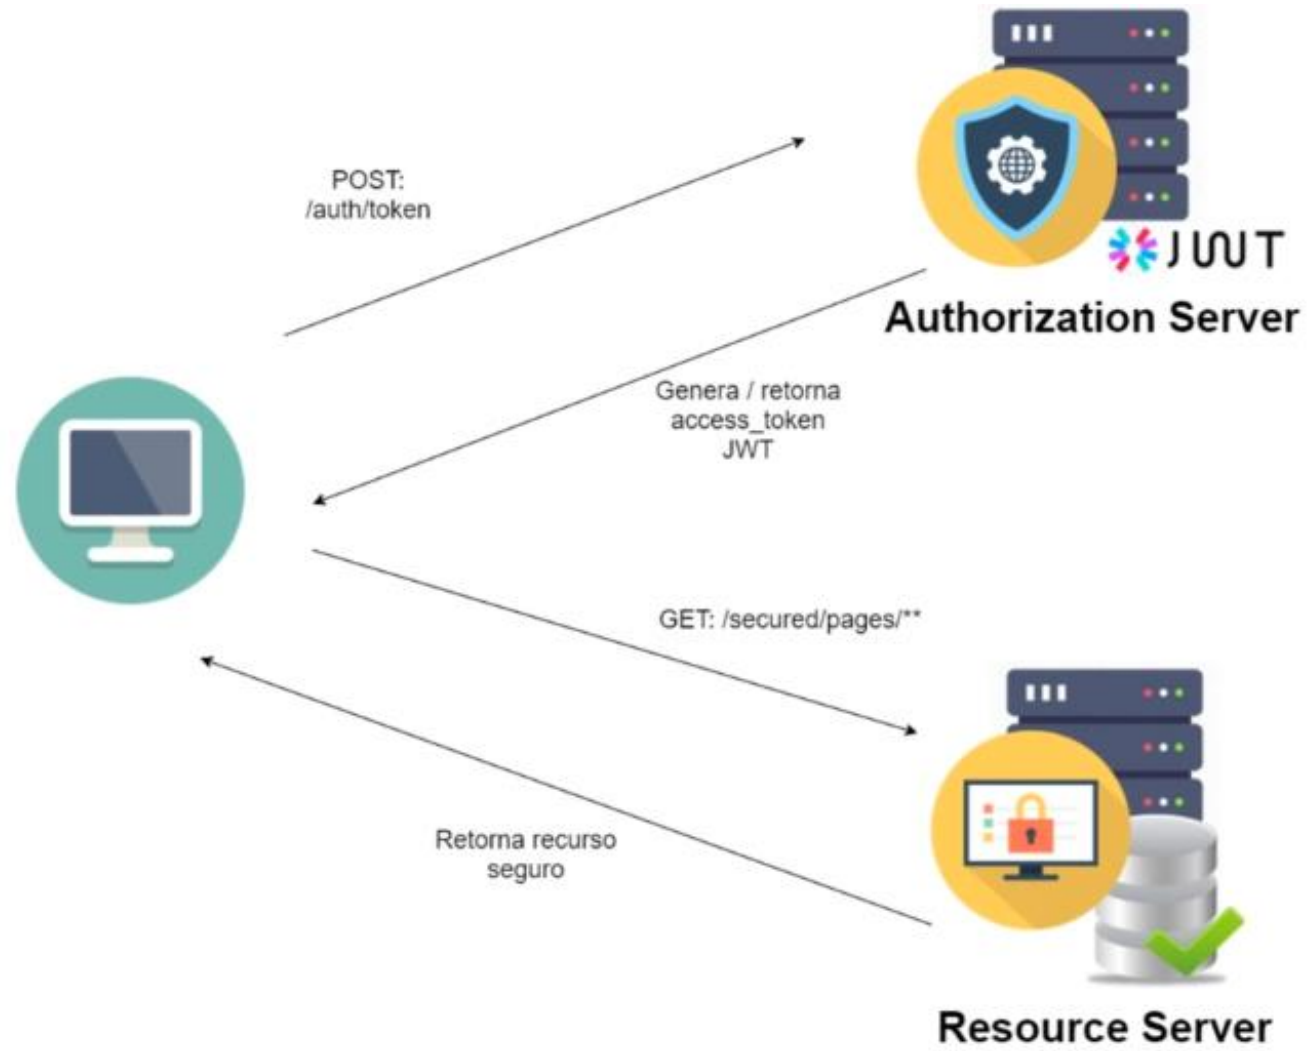 POST:
/auth/token
JWT
Authorization Server
Genera / retorna
access_token
JWT
GET: /secured/pages/**
Retorna recurso
seguro
Resource Server